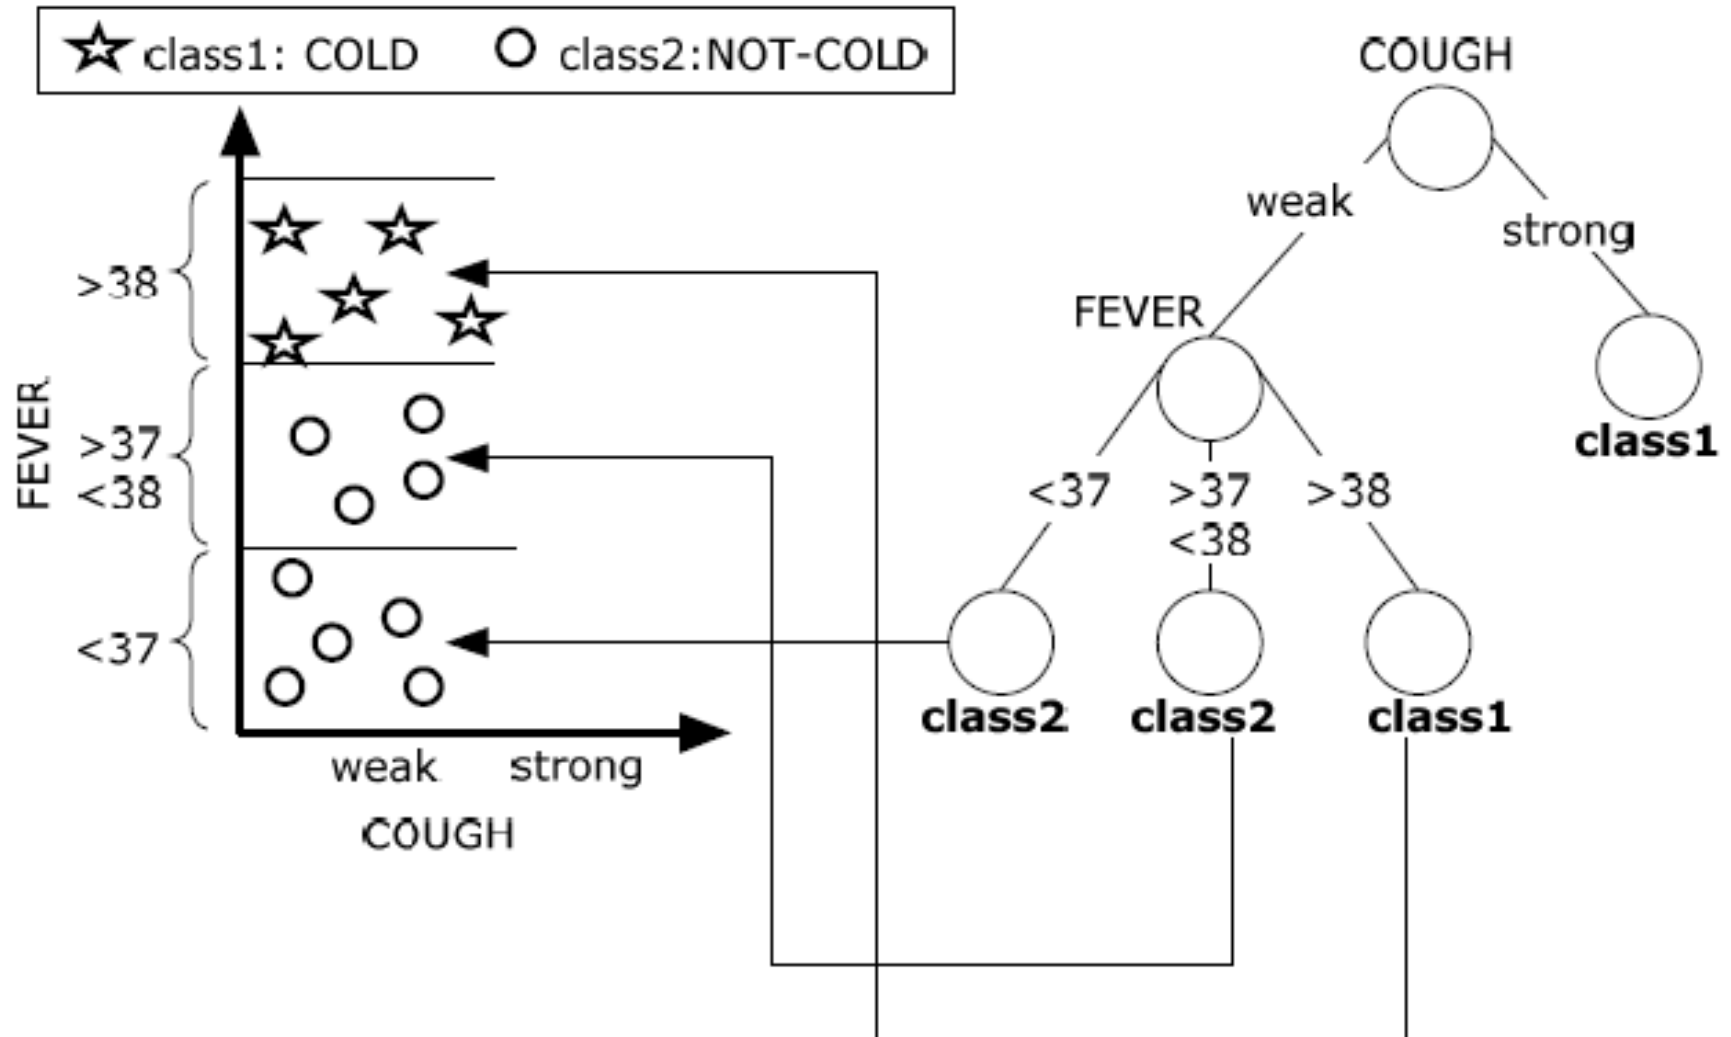 class1: COLD
class2:NOT-COLD
FEVER
>38
>37
<38
<37
weak
strong
COUGH
COUGH
weak
strong
FEVER
class1
<37
>37
<38
>38
class2
class2
class1